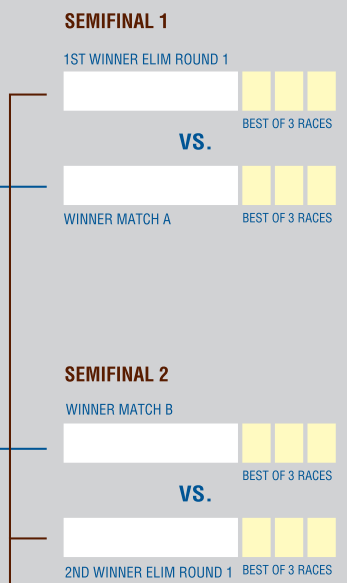 SEMIFINAL 1
1ST WINNER ELIM ROUND 1
BEST OF 3 RACES
VS.
WINNER MATCH A
BEST OF 3 RACES
SEMIFINAL 2
WINNER MATCH B
BEST OF 3 RACES
VS.
2ND WINNER ELIM ROUND 1
BEST OF 3 RACES